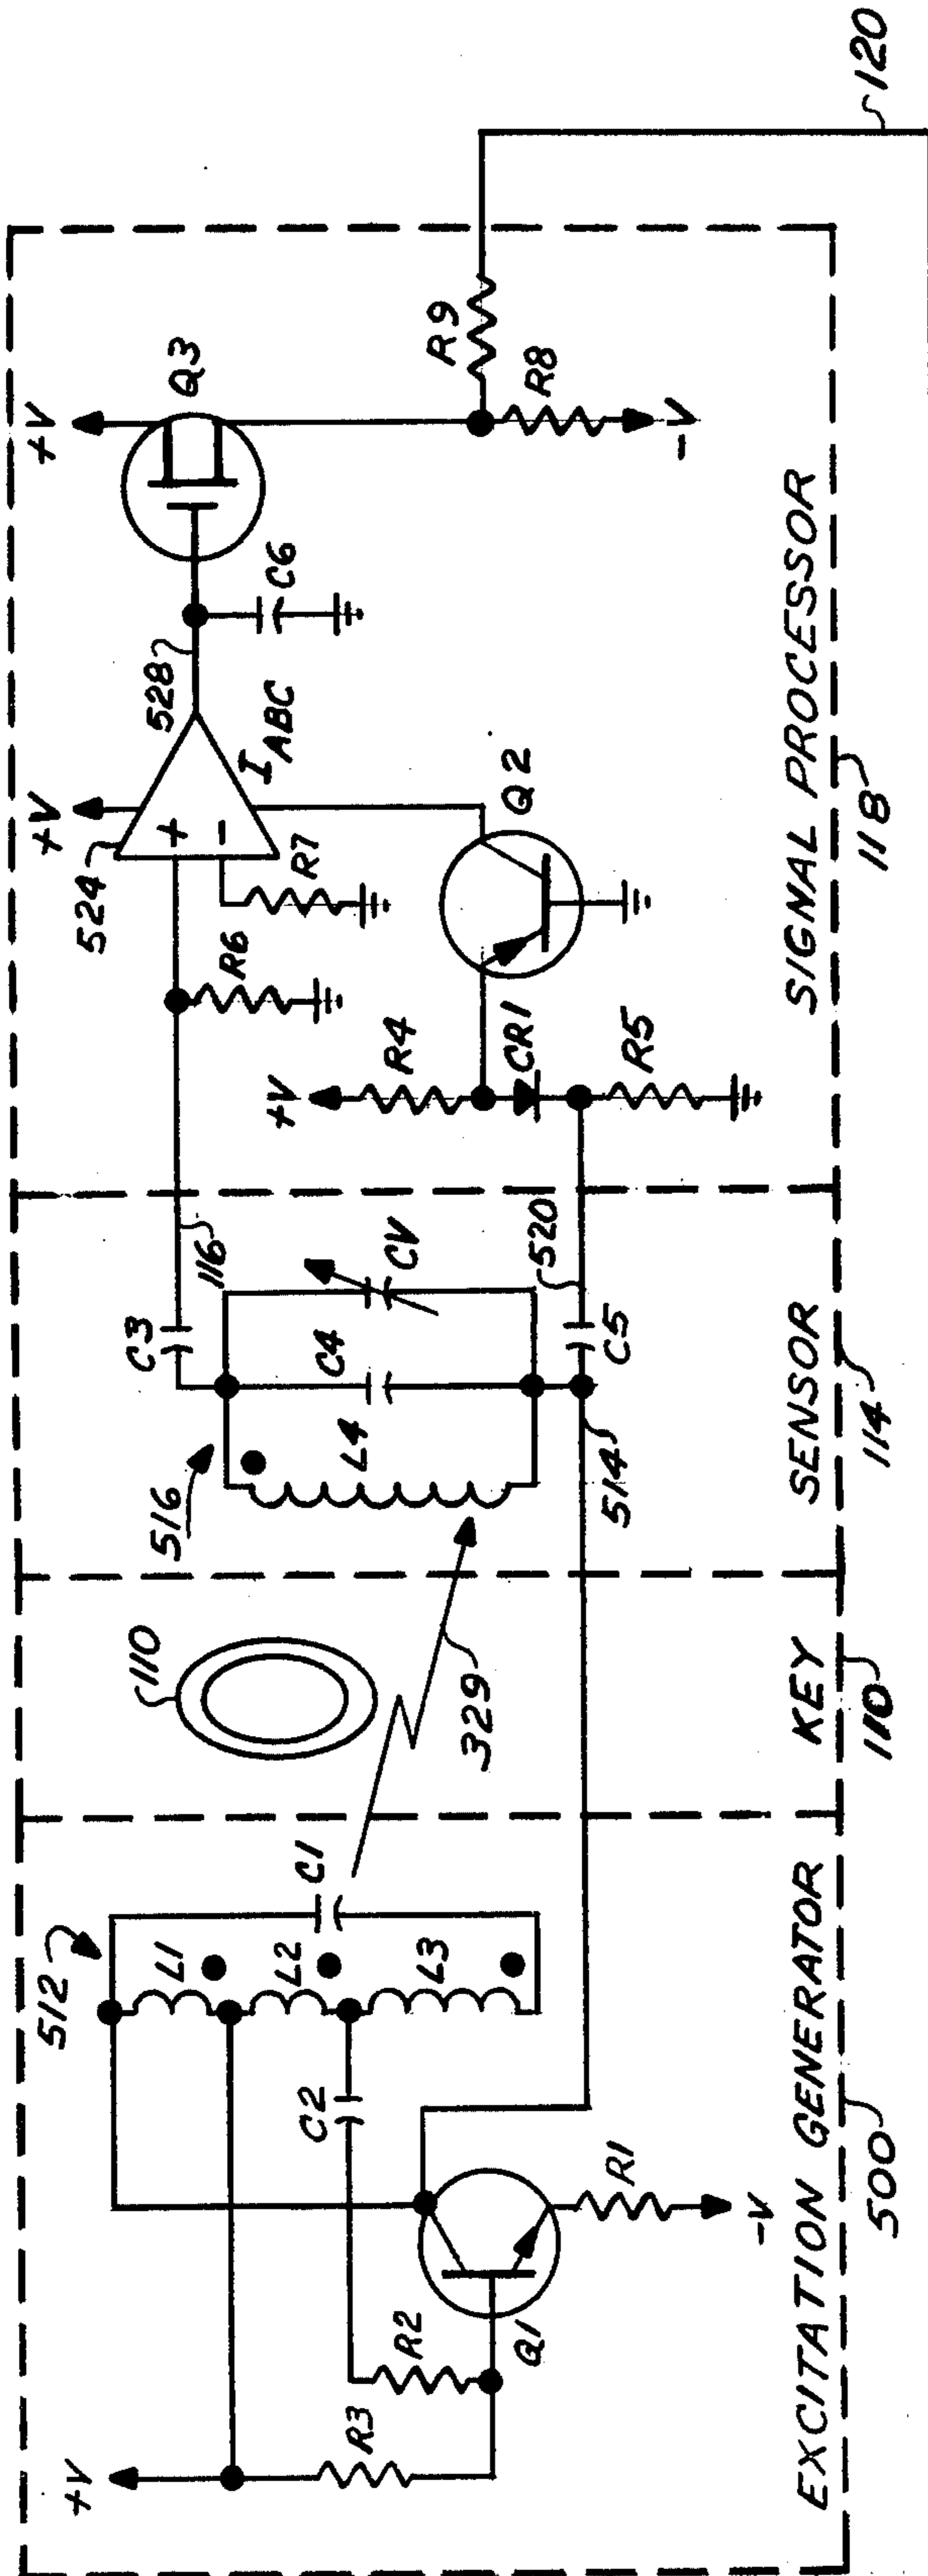 +V
R3
R2
Q1
R1
-V
C2
512
L1
L2
L3
C1
EXCITATION GENERATOR
500
110
329
KEY
110
516
L4
C4
CV
C3
116
514
C5
520
SENSOR
114
+V
R4
CR1
R5
R6
R7
524
+V
+
-
I ABC
528
C6
Q2
Q3
+V
R9
R8
-V
SIGNAL PROCESSOR
118
120